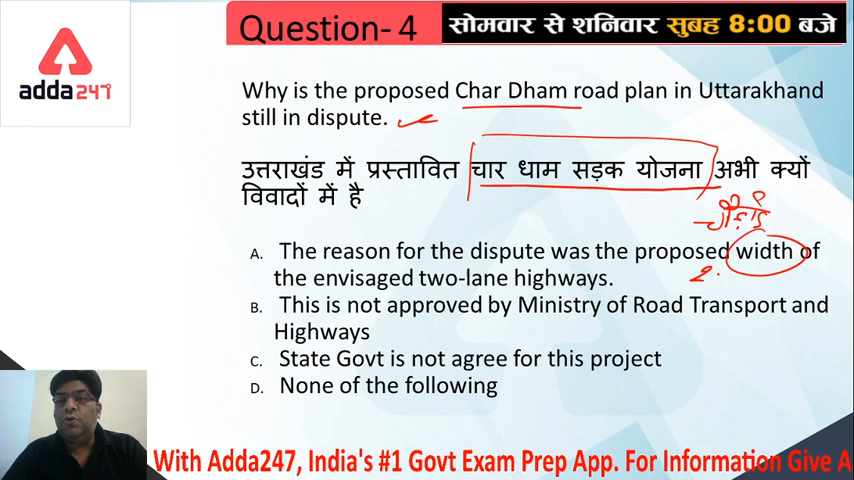 Question- 4
सोमवार से शनिवार सुबह 8:00 बजे
adda247
Why is the proposed Char Dham road plan in Uttarakhand
still in dispute.
उत्तराखंड में प्रस्तावित चार धाम सड़क योजना अभी क्यों
विवादों में है
चौड़ाई
A. The reason for the dispute was the proposed width of
2.
the envisaged two-lane highways.
B. This is not approved by Ministry of Road Transport and
Highways
C. State Govt is not agree for this project
D. None of the following
With Adda247, India's #1 Govt Exam Prep App. For Information Give A